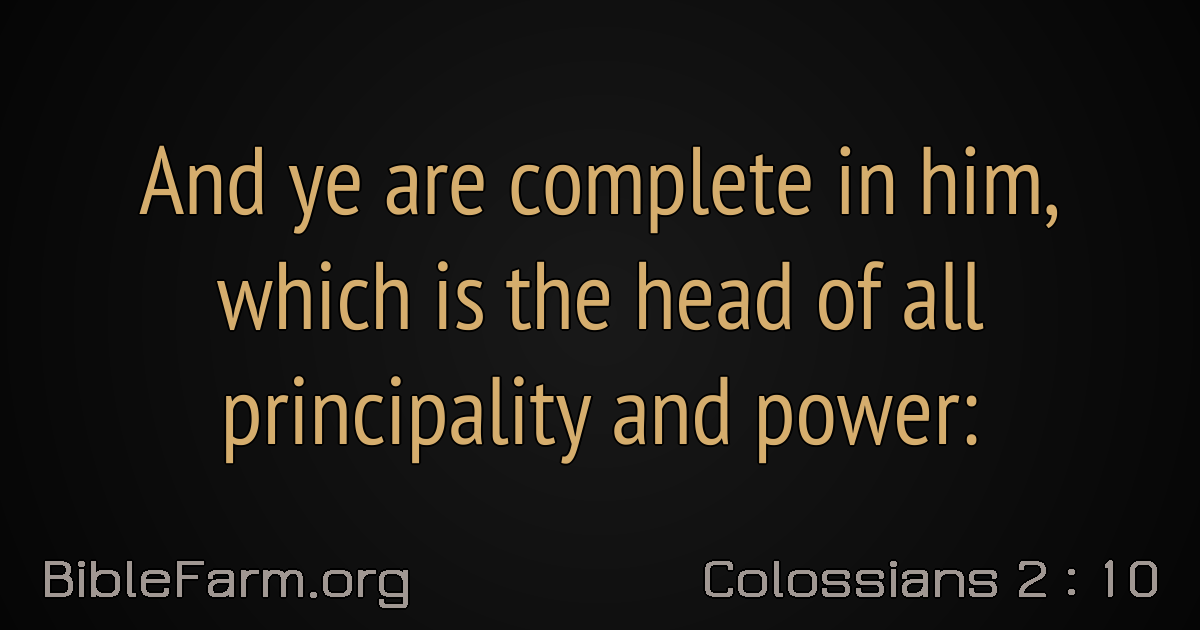 And ye are complete in him,
which is the head of all
principality and power:
BibleFarm.org
Colossians 2 : 10